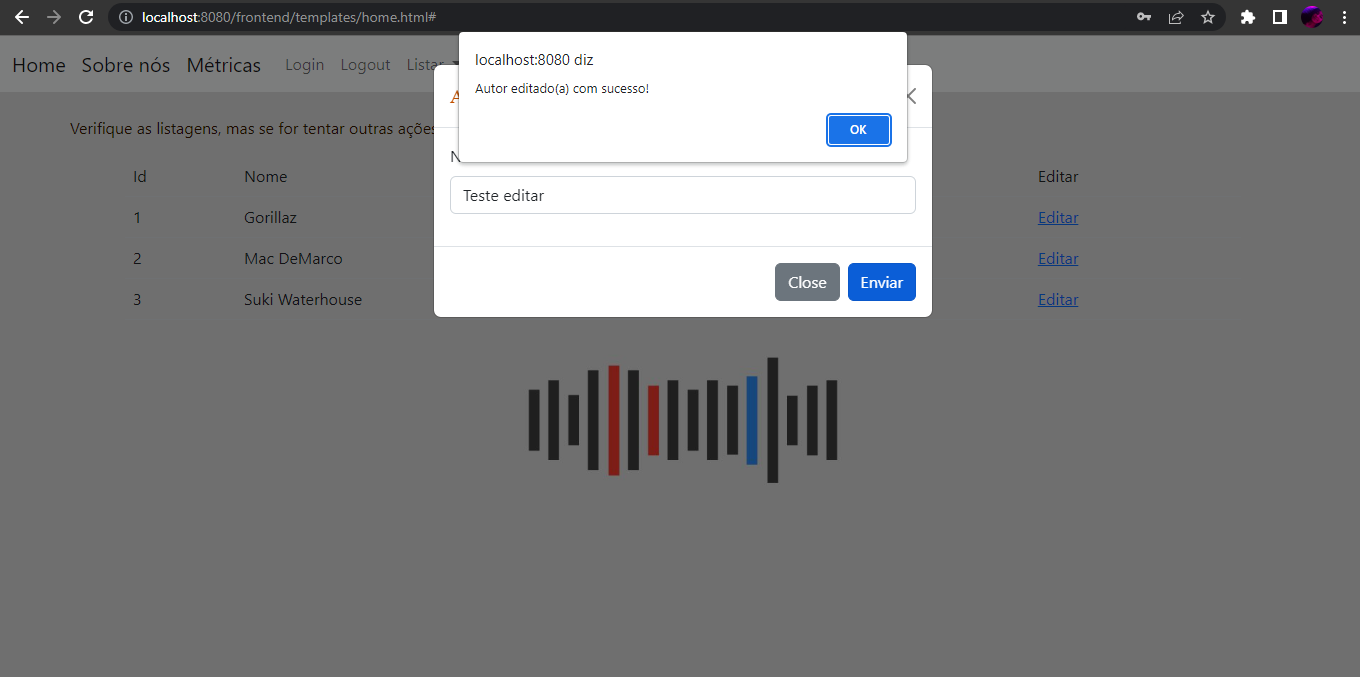 localhost:8080/frontend/templates/home.html#
Home Sobre nós Métricas Login Logout Listar
localhost:8080 diz
Autor editado(a) com sucesso!
OK
Verifique as listagens, mas se for tentar outras ações
Teste editar
Close Enviar
Id Nome Editar
1 Gorillaz Editar
2 Mac DeMarco Editar
3 Suki Waterhouse Editar